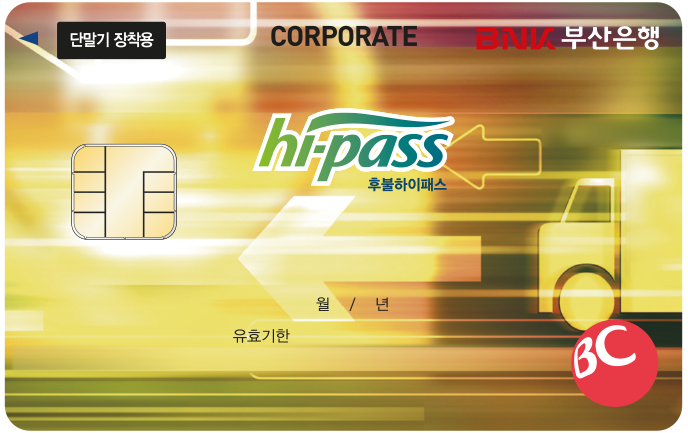 단말기 장착용
CORPORATE
BNK 부산은행
hi-pass
후불하이패스
월 / 년
유효기한
BC